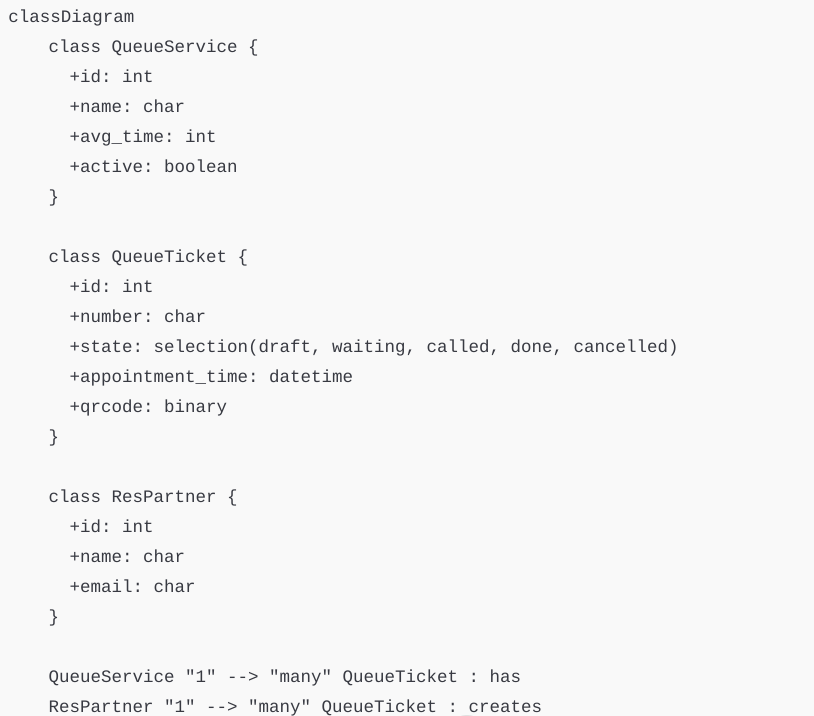 classDiagram
    class QueueService {
      +id: int
      +name: char
      +avg_time: int
      +active: boolean
    }

    class QueueTicket {
      +id: int
      +number: char
      +state: selection(draft, waiting, called, done, cancelled)
      +appointment_time: datetime
      +qrcode: binary
    }

    class ResPartner {
      +id: int
      +name: char
      +email: char
    }

    QueueService "1" --> "many" QueueTicket : has
    ResPartner "1" --> "many" QueueTicket : creates